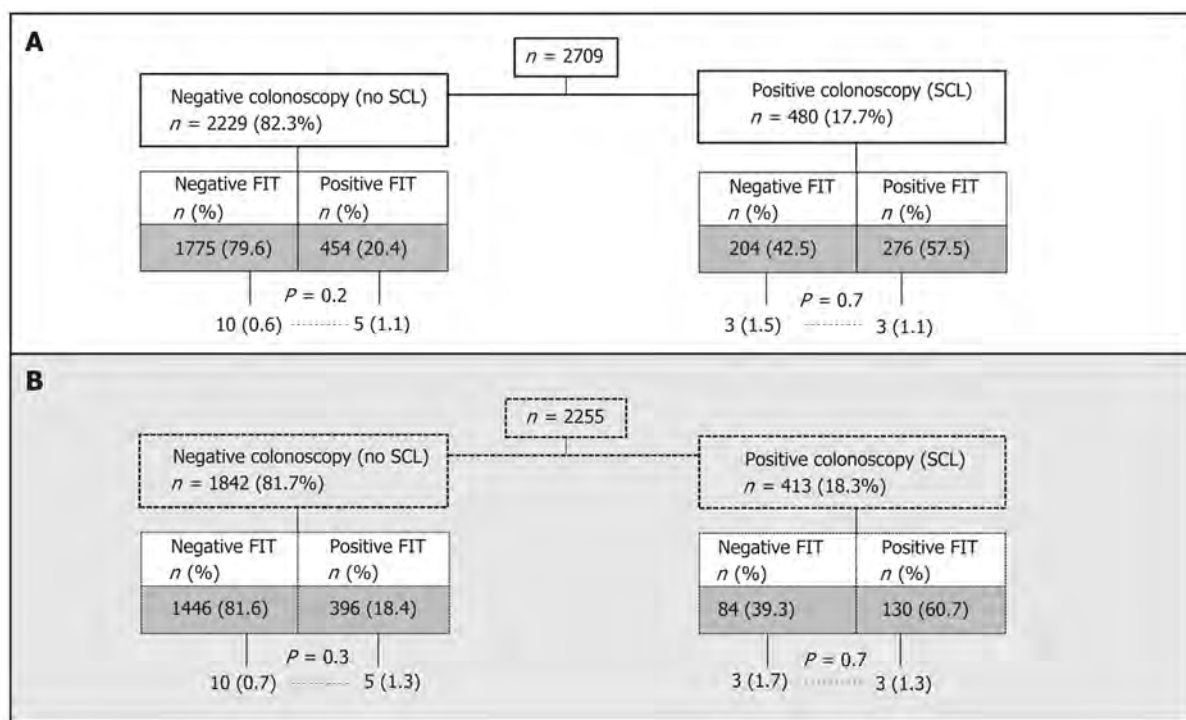 A
n = 2709
Negative colonoscopy (no SCL)
n = 2229 (82.3%)
Positive colonoscopy (SCL)
n = 480 (17.7%)
Negative FIT Positive FIT
n (%) n (%)
1775 (79.6) 454 (20.4)
P = 0.2
10 (0.6) 5 (1.1)
Negative FIT Positive FIT
n (%) n (%)
204 (42.5) 276 (57.5)
P = 0.7
3 (1.5) 3 (1.1)
B
n = 2255
Negative colonoscopy (no SCL)
n = 1842 (81.7%)
Positive colonoscopy (SCL)
n = 413 (18.3%)
Negative FIT Positive FIT
n (%) n (%)
1446 (81.6) 396 (18.4)
P = 0.3
10 (0.7) 5 (1.3)
Negative FIT Positive FIT
n (%) n (%)
84 (39.3) 130 (60.7)
P = 0.7
3 (1.7) 3 (1.3)